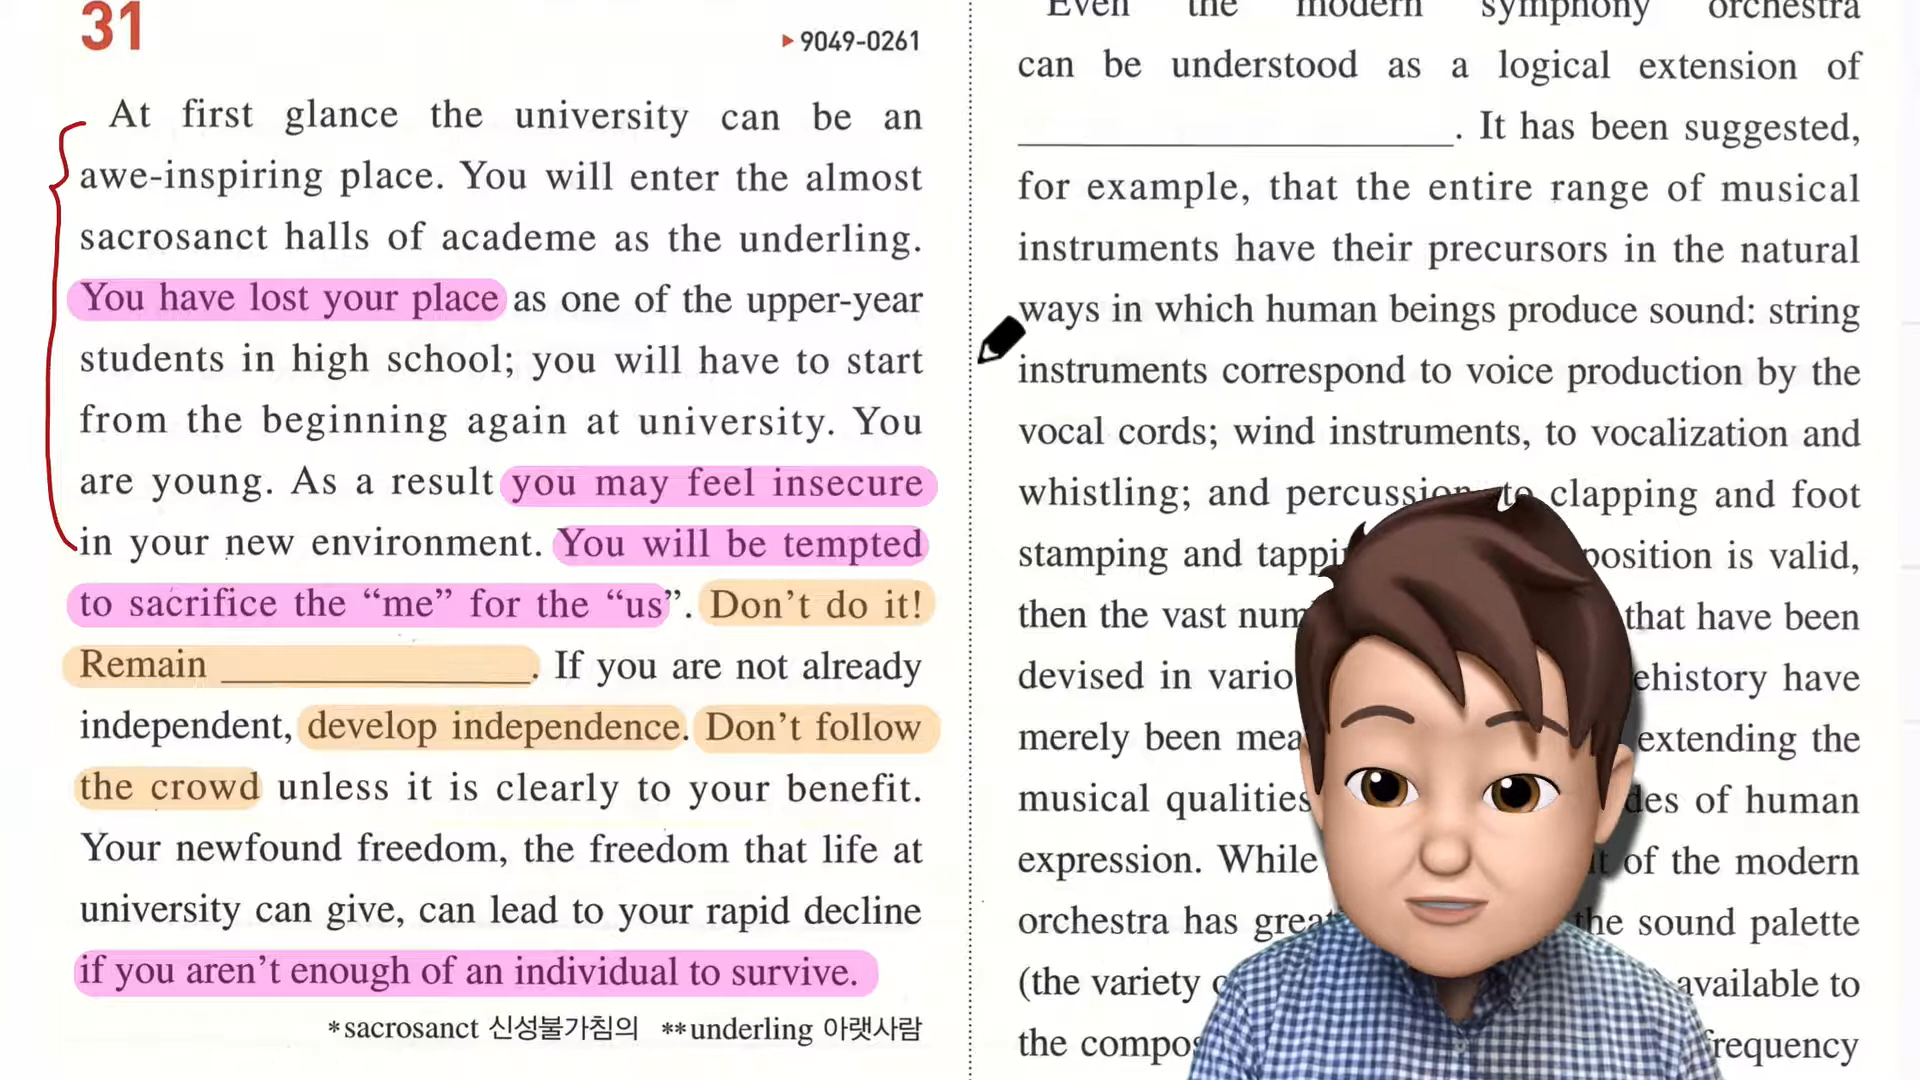 31
▶ 9049-0261
At first glance the university can be an
awe-inspiring place. You will enter the almost
sacrosanct halls of academe as the underling.
You have lost your place as one of the upper-year
students in high school; you will have to start
from the beginning again at university. You
are young. As a result you may feel insecure
in your new environment. You will be tempted
to sacrifice the “me” for the “us”. Don’t do it!
Remain ____________. If you are not already
independent, develop independence. Don’t follow
the crowd unless it is clearly to your benefit.
Your newfound freedom, the freedom that life at
university can give, can lead to your rapid decline
if you aren’t enough of an individual to survive.
*sacrosanct 신성불가침의 **underling 아랫사람
Even the modern symphony orchestra
can be understood as a logical extension of
____________. It has been suggested,
for example, that the entire range of musical
instruments have their precursors in the natural
ways in which human beings produce sound: string
instruments correspond to voice production by the
vocal cords; wind instruments, to vocalization and
whistling; and percussion, to clapping and foot
stamping and is valid,
then the vast that have been
devised in have
merely been extending the
musical qualities of human
expression. While of the modern
orchestra has the sound palette
(the variety available to
the frequency